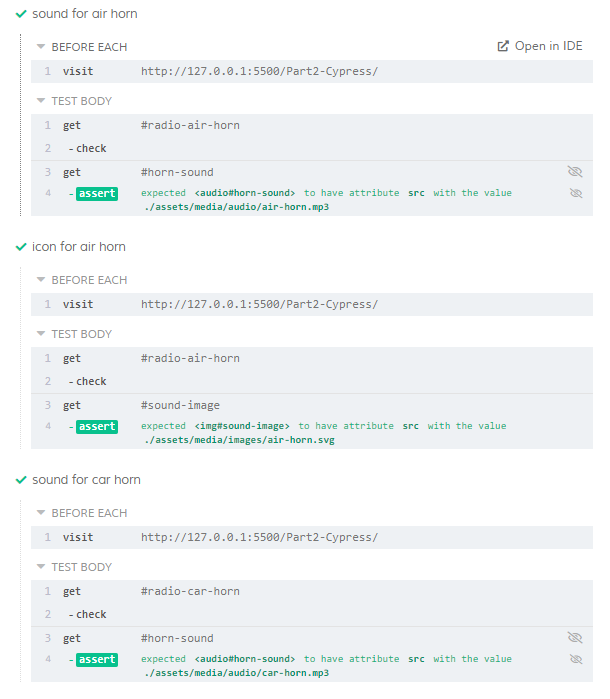 sound for air horn
BEFORE EACH
Open in IDE
1 visit http://127.0.0.1:5500/Part2-Cypress/
TEST BODY
1 get #radio-air-horn
2 -check
3 get #horn-sound
4 -assert expected <audio#horn-sound> to have attribute src with the value
./assets/media/audio/air-horn.mp3
icon for air horn
BEFORE EACH
1 visit http://127.0.0.1:5500/Part2-Cypress/
TEST BODY
1 get #radio-air-horn
2 -check
3 get #sound-image
4 -assert expected <img#sound-image> to have attribute src with the value
./assets/media/images/air-horn.svg
sound for car horn
BEFORE EACH
1 visit http://127.0.0.1:5500/Part2-Cypress/
TEST BODY
1 get #radio-car-horn
2 -check
3 get #horn-sound
4 -assert expected <audio#horn-sound> to have attribute src with the value
./assets/media/audio/car-horn.mp3